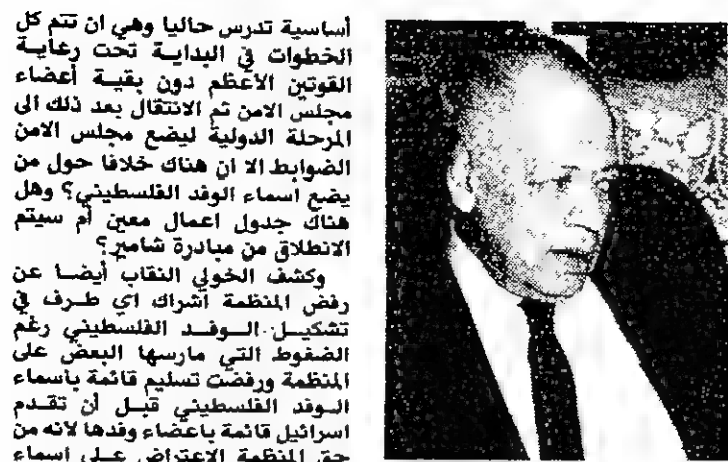 أساسية تدرس حاليا وهي ان تتم كل
الخطوات في البداية تحت رعاية
القوتين الأعظم دون بقية أعضاء
مجلس الامن ثم الانتقال بعد ذلك الى
المرحلة الدولية ليضع مجلس الامن
الضوابط الا ان هناك خلافا حول من
يضع اسماء الوفد الفلسطيني؟ وهل
هناك جدول اعمال معين أم سيتم
الانطلاق من مبادرة شامير؟
وكشف الخولي النقاب أيضا عن
رفض المنظمة اشراك اي طرف في
تشكيل الوفد الفلسطيني رغم
الضغوط التي مارسها البعض على
المنظمة ورفضت تسليم قائمة باسماء
الوفد الفلسطيني قبل أن تقدم
اسرائيل قائمة باعضاء وفدها لانه من
حق المنظمة الاعتراض على اسماء